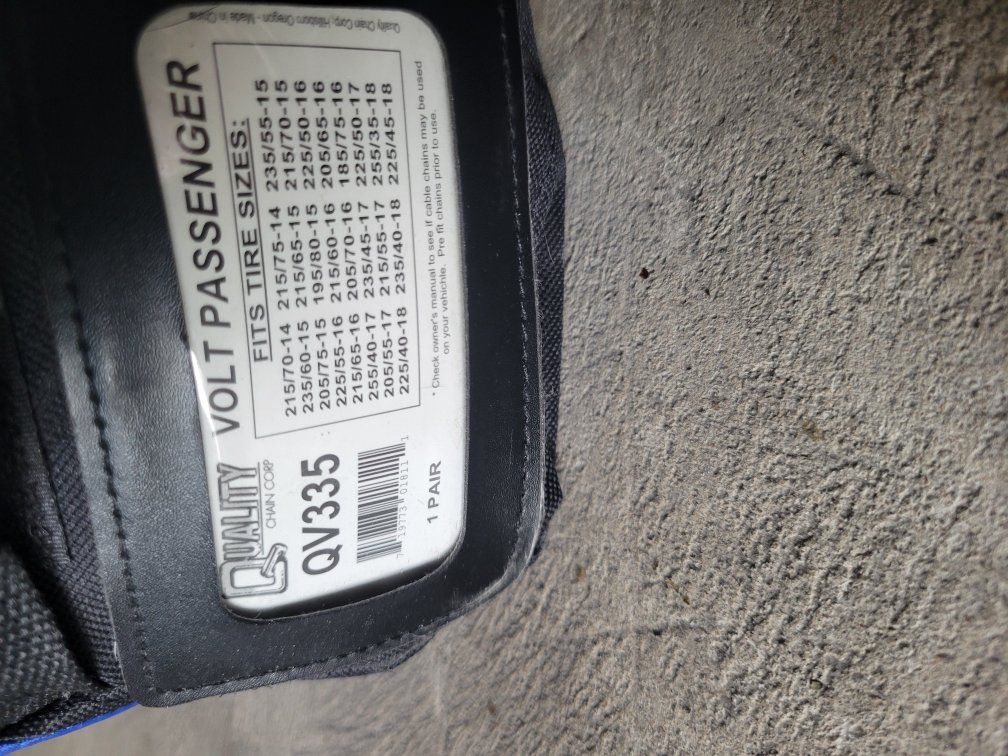 QUALITY
CHAIN CORP
QV335
7 19773 01811 1
1 PAIR
VOLT PASSENGER
FITS TIRE SIZES:
215/70-14 215/75-14 235/55-15
235/60-15 215/65-15 215/70-15
205/75-15 195/80-15 225/50-16
225/55-16 215/60-16 205/65-16
215/65-16 205/70-16 185/75-16
255/40-17 235/45-17 225/50-17
205/55-17 215/55-17 255/35-18
225/40-18 235/40-18 225/45-18
* Check owner's manual to see if cable chains may be used
on your vehichle. Pre fit chains prior to use.
Quality Chain Corp, Hillsboro Oregon - Made in China